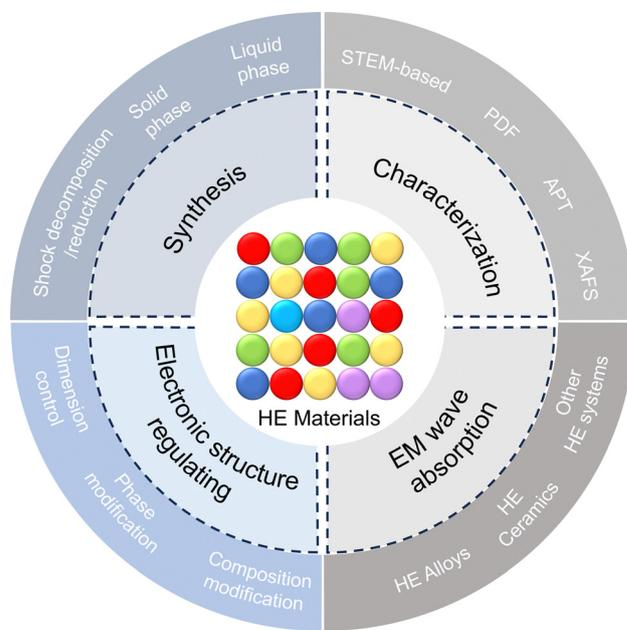 Liquid
phase
Solid
phase
Shock decomposition
/reduction
Synthesis
STEM-based
PDF
APT
XAFS
Characterization
HE Materials
Electronic structure
regulating
Dimension
control
Phase
modification
Composition
modification
EM wave
absorption
Other
HE systems
HE
Ceramics
HE Alloys